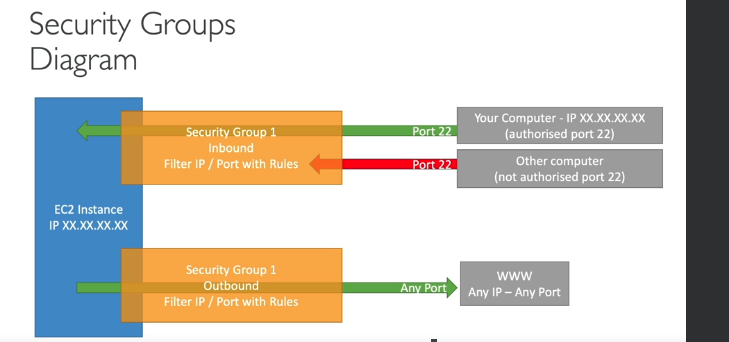 Security Groups
Diagram
Security Group 1
Inbound
Filter IP / Port with Rules
Port 22
Your Computer - IP XX.XX.XX.XX
(authorised port 22)
Port 22
Other computer
(not authorised port 22)
EC2 Instance
IP XX.XX.XX.XX
Security Group 1
Outbound
Filter IP / Port with Rules
Any Port
WWW
Any IP – Any Port